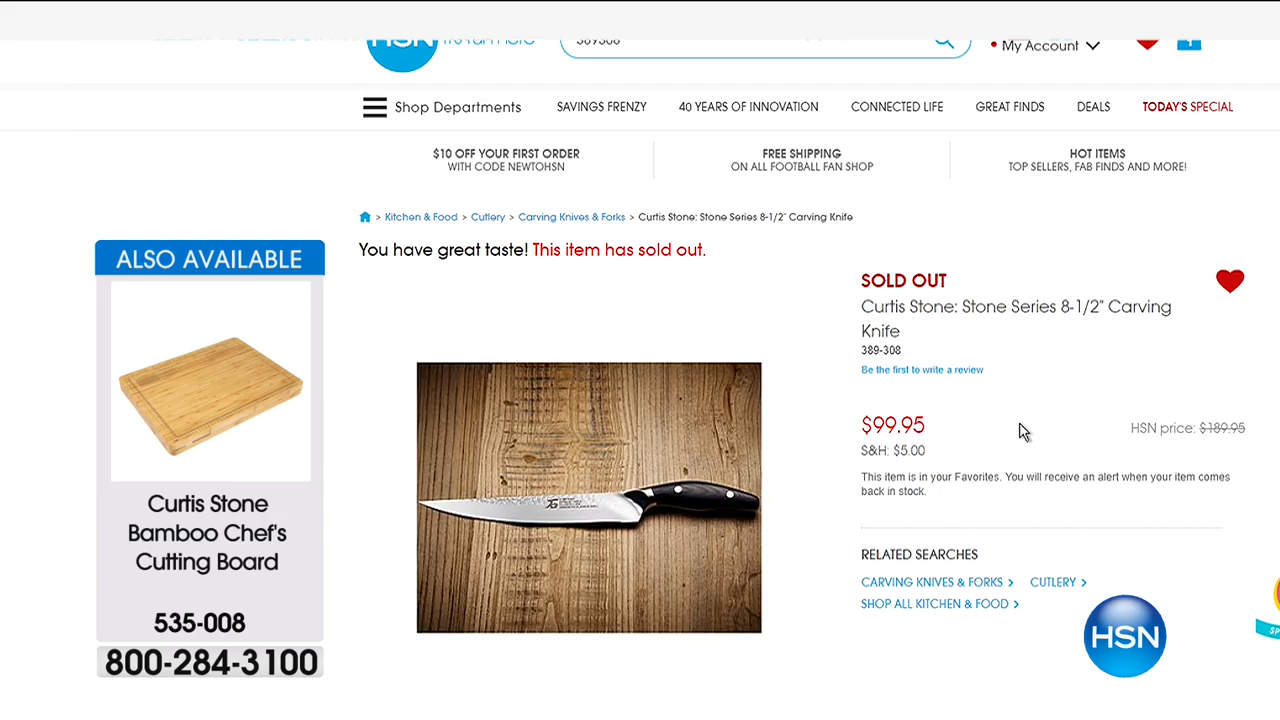 HSN
389308
My Account
Shop Departments
SAVINGS FRENZY
40 YEARS OF INNOVATION
CONNECTED LIFE
GREAT FINDS
DEALS
TODAY'S SPECIAL
$10 OFF YOUR FIRST ORDER
WITH CODE NEWTOHSN
FREE SHIPPING
ON ALL FOOTBALL FAN SHOP
HOT ITEMS
TOP SELLERS, FAB FINDS AND MORE!
> Kitchen & Food > Cutlery > Carving Knives & Forks > Curtis Stone: Stone Series 8-1/2" Carving Knife
You have great taste! This item has sold out.
ALSO AVAILABLE
Curtis Stone
Bamboo Chef's
Cutting Board
535-008
800-284-3100
SOLD OUT
Curtis Stone: Stone Series 8-1/2" Carving
Knife
389-308
Be the first to write a review
$99.95
HSN price: $189.95
S&H: $5.00
This item is in your Favorites. You will receive an alert when your item comes
back in stock.
RELATED SEARCHES
CARVING KNIVES & FORKS >
CUTLERY >
SHOP ALL KITCHEN & FOOD >
HSN